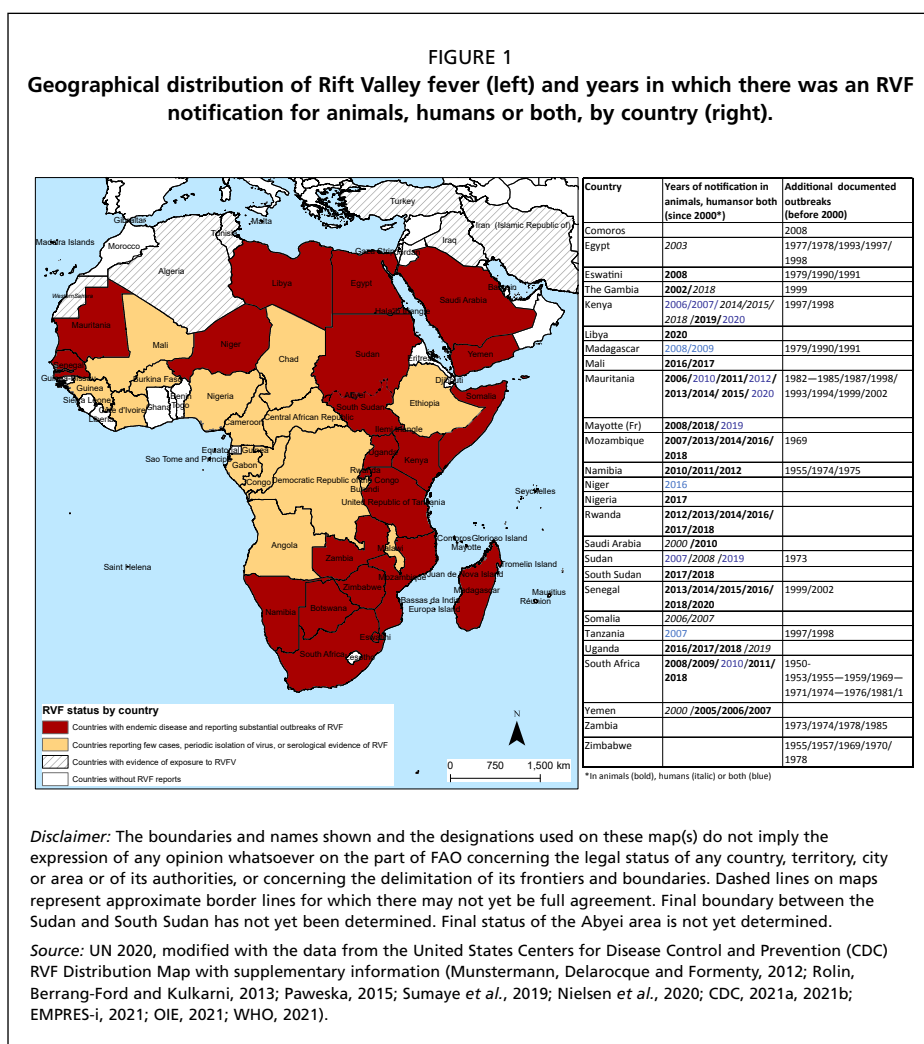 FIGURE 1
Geographical distribution of Rift Valley fever (left) and years in which there was an RVF
notification for animals, humans or both, by country (right).
Gibraltar
Malta
Turkey
Madeira Islands
Morocco
Tunisia
Iraq
Iran (Islamic Republic of)
Algeria
Western Sahara
Libya
Egypt
Saudi Arabia
Mauritania
Mali
Niger
Chad
Sudan
Eritrea
Yemen
Senegal
Guinea-Bissau
Guinea
Burkina Faso
Sierra Leone
Liberia
Côte d'Ivoire
Ghana
Benin
Togo
Nigeria
Cameroon
Central African Republic
Abyei
South Sudan
Ethiopia
Djibouti
Somalia
Equatorial Guinea
Sao Tome and Principe
Gabon
Congo
Democratic Republic of the Congo
Uganda
Kenya
Rwanda
Burundi
United Republic of Tanzania
Seychelles
Angola
Zambia
Malawi
Comoros
Glorioso Island
Mayotte
Saint Helena
Tromelin Island
Mozambique
Juan de Nova Island
Zimbabwe
Madagascar
Mauritius
Réunion
Namibia
Botswana
Bassas da India
Europa Island
Eswatini
South Africa
Lesotho
RVF status by country
Countries with endemic disease and reporting substantial outbreaks of RVF
Countries reporting few cases, periodic isolation of virus, or serological evidence of RVF
Countries with evidence of exposure to RVFV
Countries without RVF reports
N
0 750 1,500 km
Country Years of notification in Additional documented
animals, humansor both outbreaks
(since 2000*) (before 2000)
Comoros 2008
Egypt 2003 1977/1978/1993/1997/
1998
Eswatini 2008 1979/1990/1991
The Gambia 2002/2018 1999
Kenya 2006/2007/ 2014/2015/ 1997/1998
2018 /2019/ 2020
Libya 2020
Madagascar 2008/2009 1979/1990/1991
Mali 2016/2017
Mauritania 2006/2010/2011/2012/ 1982—1985/1987/1998/
2013/2014/ 2015/ 2020 1993/1994/1999/2002
Mayotte (Fr) 2008/2018/ 2019
Mozambique 2007/2013/2014/2016/ 1969
2018
Namibia 2010/2011/2012 1955/1974/1975
Niger 2016
Nigeria 2017
Rwanda 2012/2013/2014/2016/
2017/2018
Saudi Arabia 2000 /2010
Sudan 2007/2008 /2019 1973
South Sudan 2017/2018
Senegal 2013/2014/2015/2016/ 1999/2002
2018/2020
Somalia 2006/2007
Tanzania 2007 1997/1998
Uganda 2016/2017/2018 /2019
South Africa 2008/2009/ 2010/2011/ 1950-
2018 1953/1955—1959/1969—
1971/1974—1976/1981/1
Yemen 2000 /2005/2006/2007
Zambia 1973/1974/1978/1985
Zimbabwe 1955/1957/1969/1970/
1978
*In animals (bold), humans (italic) or both (blue)
Disclaimer: The boundaries and names shown and the designations used on these map(s) do not imply the
expression of any opinion whatsoever on the part of FAO concerning the legal status of any country, territory, city
or area or of its authorities, or concerning the delimitation of its frontiers and boundaries. Dashed lines on maps
represent approximate border lines for which there may not yet be full agreement. Final boundary between the
Sudan and South Sudan has not yet been determined. Final status of the Abyei area is not yet determined.
Source: UN 2020, modified with the data from the United States Centers for Disease Control and Prevention (CDC)
RVF Distribution Map with supplementary information (Munstermann, Delarocque and Formenty, 2012; Rolin,
Berrang-Ford and Kulkarni, 2013; Paweska, 2015; Sumaye et al., 2019; Nielsen et al., 2020; CDC, 2021a, 2021b;
EMPRES-i, 2021; OIE, 2021; WHO, 2021).